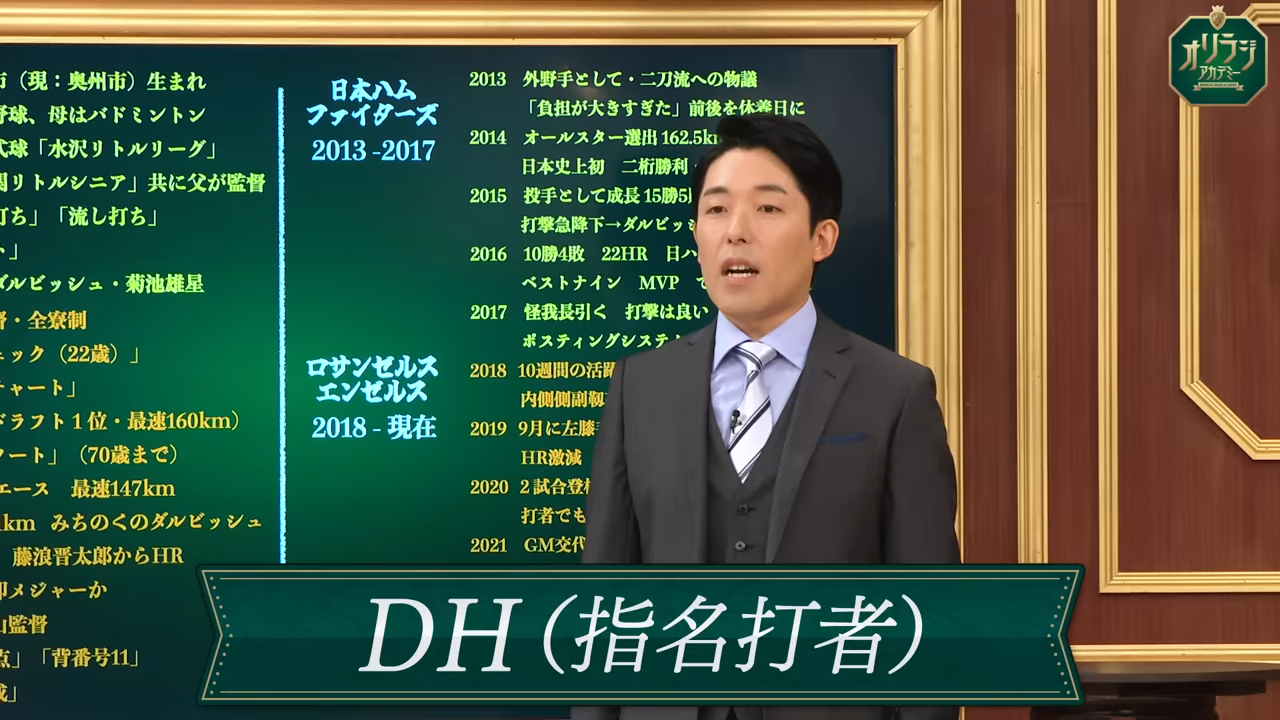 市（現：奥州市）生まれ
野球、母はバドミントン
式球「水沢リトルリーグ」
関リトルシニア」共に父が監督
打ち」「流し打ち」
ト」
ダルビッシュ・菊池雄星
督・全寮制
ェック（22歳）」
チャート」
ドラフト１位・最速160km）
ノート」（70歳まで）
エース　最速147km
1km　みちのくのダルビッシュ
藤浪晋太郎からHR
即メジャーか
山監督
点」「背番号11」
成」
日本ハム
ファイターズ
2013 -2017
ロサンゼルス
エンゼルス
2018 - 現在
2013　外野手として・二刀流への物議
「負担が大きすぎた」前後を休養日に
2014　オールスター選出 162.5km
日本史上初　二桁勝利
2015　投手として成長 15勝5
打撃急降下→ダルビッシ
2016　10勝4敗　22HR　日ハ
ベストナイン　MVP
2017　怪我長引く　打撃は良い
ポスティングシステム
2018　10週間の活躍
内側側副靱
2019　9月に左膝
HR激減
2020　2 試合登板
打者でも
2021　GM交代
オリラジ
アカデミー
DH（指名打者）